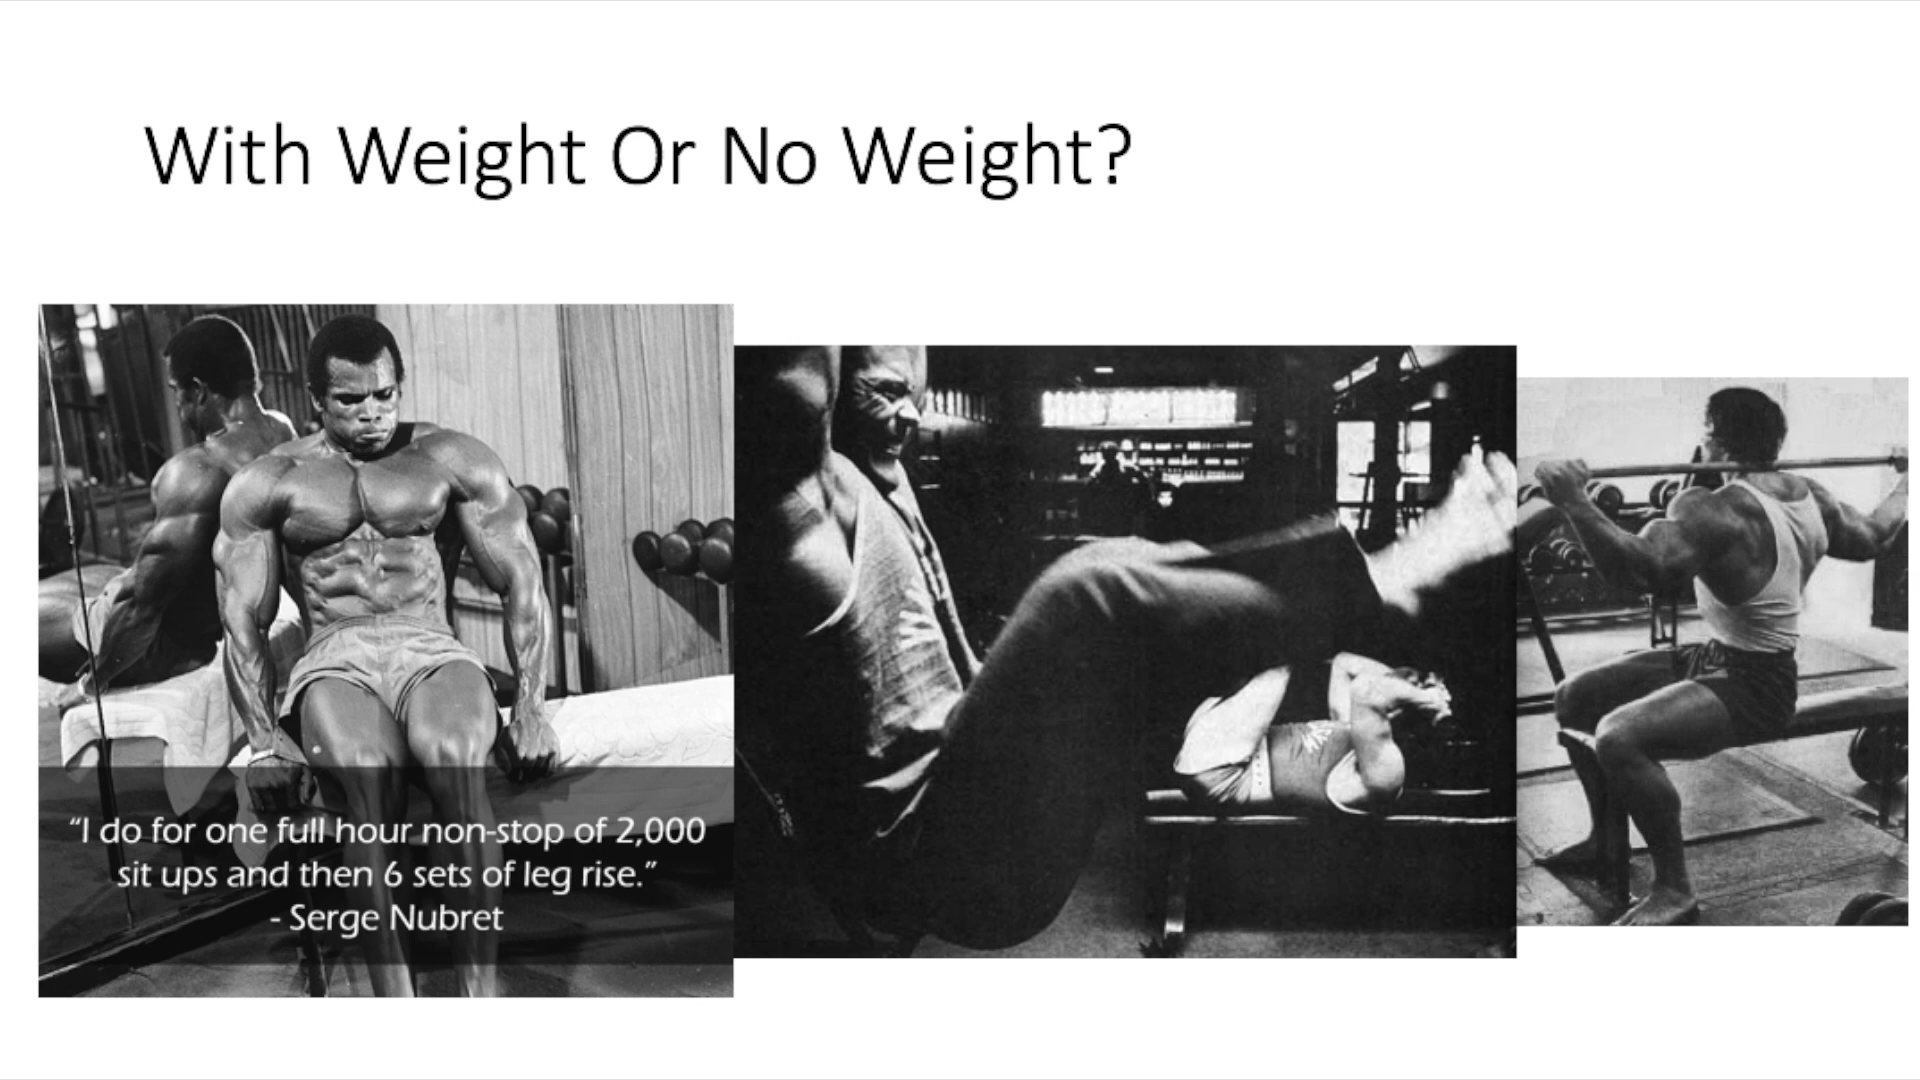 With Weight Or No Weight?
“I do for one full hour non-stop of 2,000
sit ups and then 6 sets of leg rise.”
- Serge Nubret